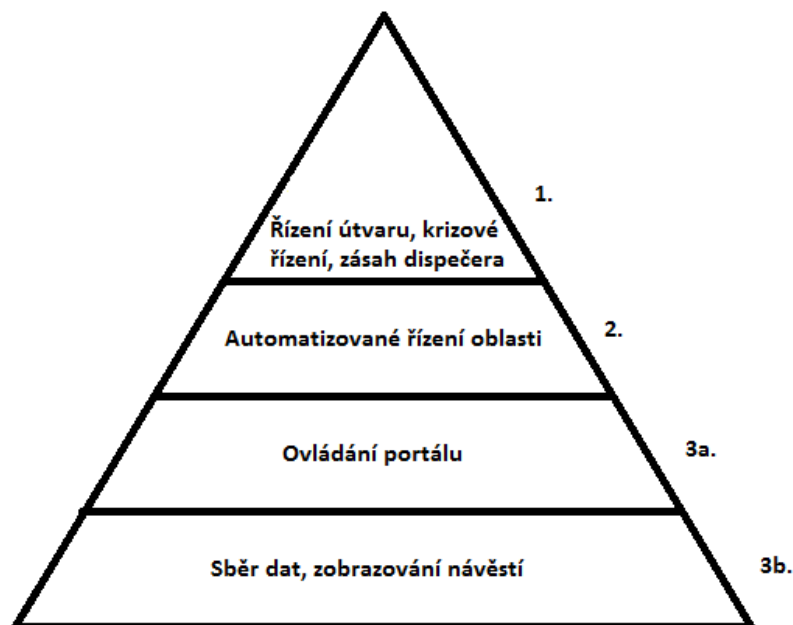 1.
Řízení útvaru, krizové
řízení, zásah dispečera
2.
Automatizované řízení oblasti
3a.
Ovládání portálu
3b.
Sběr dat, zobrazování návěstí